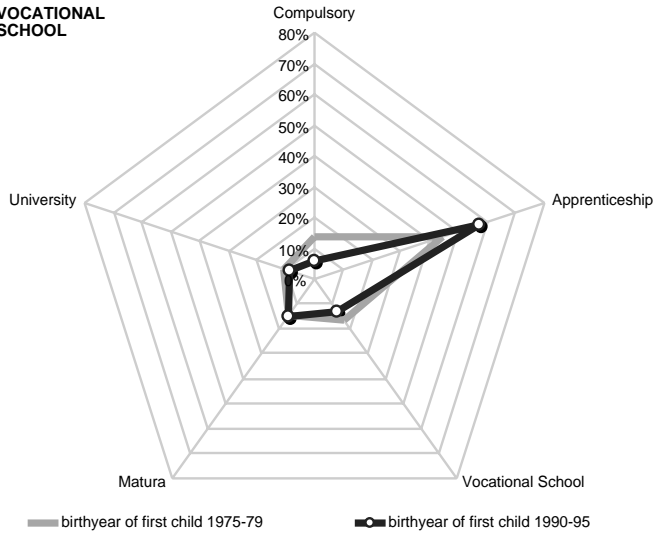 VOCATIONAL
SCHOOL
Compulsory
80%
70%
60%
50%
40%
30%
20%
10%
0%
University
Apprenticeship
Matura
Vocational School
birthyear of first child 1975-79
birthyear of first child 1990-95